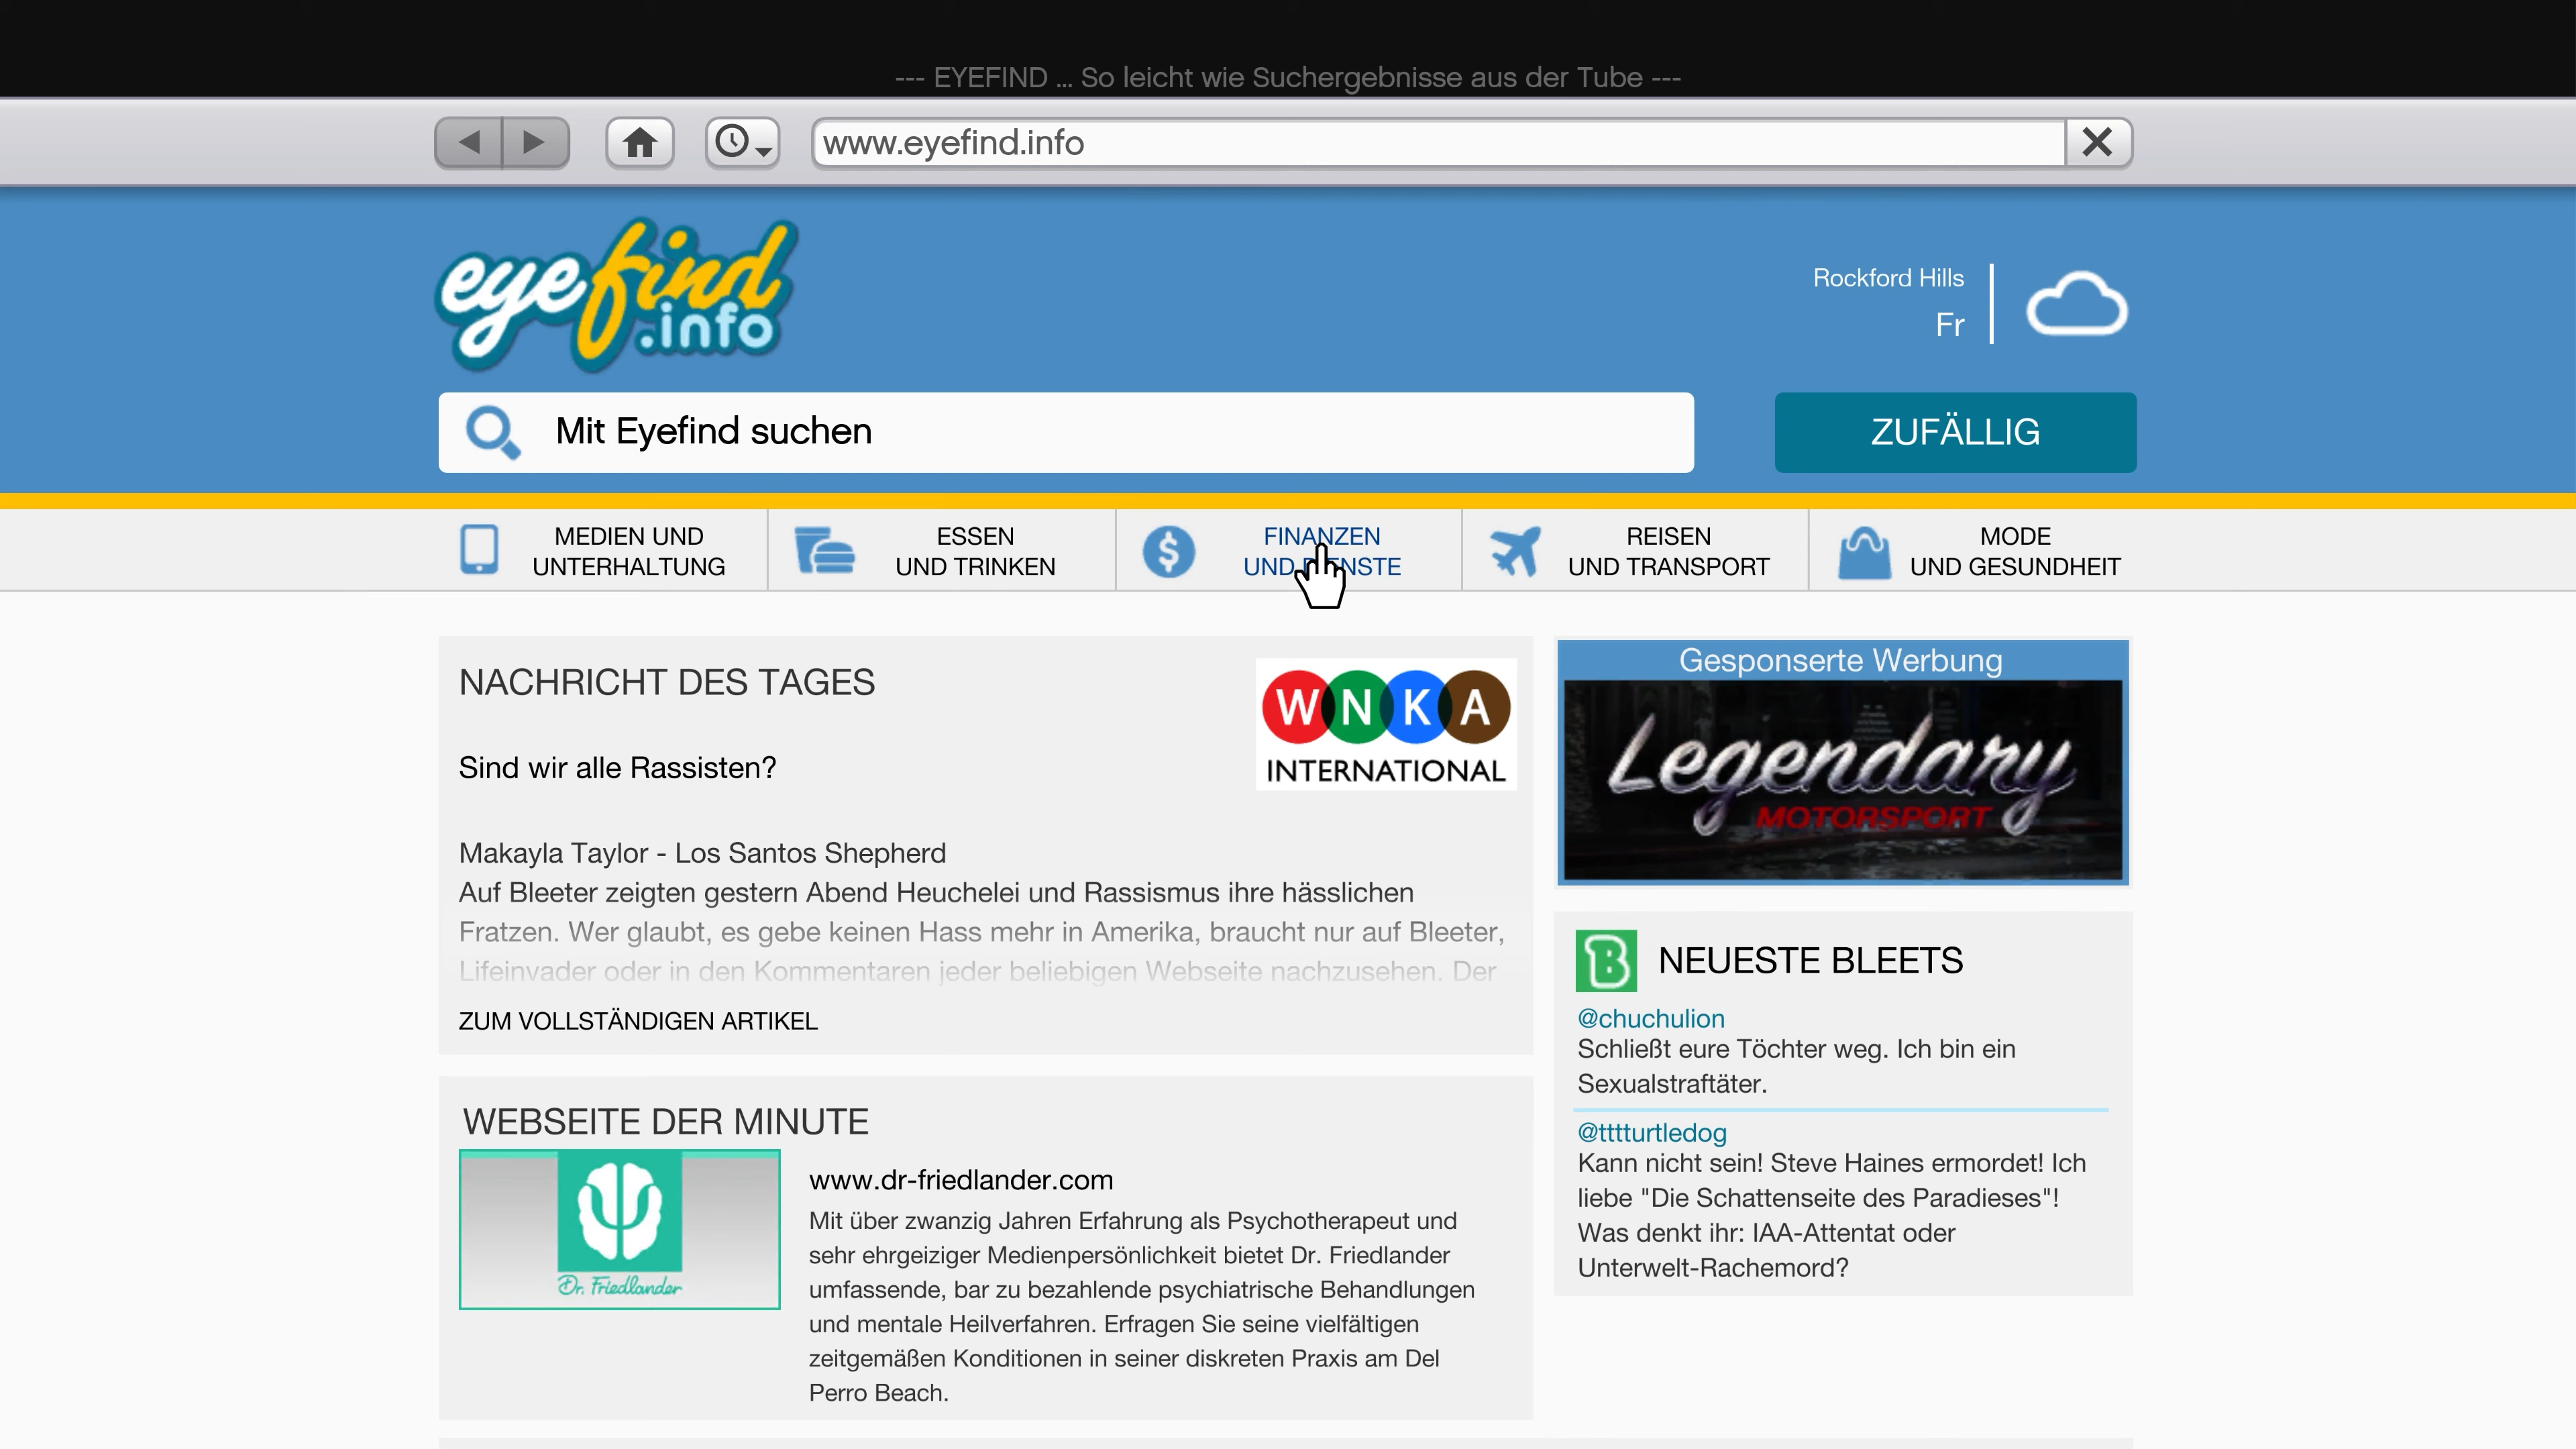 --- EYEFIND ... So leicht wie Suchergebnisse aus der Tube ---
www.eyefind.info
eyefind
.info
Rockford Hills
Fr
Mit Eyefind suchen
ZUFÄLLIG
MEDIEN UND
UNTERHALTUNG
ESSEN
UND TRINKEN
FINANZEN
UND DIENSTE
REISEN
UND TRANSPORT
MODE
UND GESUNDHEIT
NACHRICHT DES TAGES
WNKA
INTERNATIONAL
Sind wir alle Rassisten?
Makayla Taylor - Los Santos Shepherd
Auf Bleeter zeigten gestern Abend Heuchelei und Rassismus ihre hässlichen
Fratzen. Wer glaubt, es gebe keinen Hass mehr in Amerika, braucht nur auf Bleeter,
Lifeinvader oder in den Kommentaren jeder beliebigen Webseite nachzusehen. Der
ZUM VOLLSTÄNDIGEN ARTIKEL
WEBSEITE DER MINUTE
Dr. Friedlander
www.dr-friedlander.com
Mit über zwanzig Jahren Erfahrung als Psychotherapeut und
sehr ehrgeiziger Medienpersönlichkeit bietet Dr. Friedlander
umfassende, bar zu bezahlende psychiatrische Behandlungen
und mentale Heilverfahren. Erfragen Sie seine vielfältigen
zeitgemäßen Konditionen in seiner diskreten Praxis am Del
Perro Beach.
Gesponserte Werbung
Legendary
MOTORSPORT
B
NEUESTE BLEETS
@chuchulion
Schließt eure Töchter weg. Ich bin ein
Sexualstraftäter.
@tttturtledog
Kann nicht sein! Steve Haines ermordet! Ich
liebe "Die Schattenseite des Paradieses"!
Was denkt ihr: IAA-Attentat oder
Unterwelt-Rachemord?